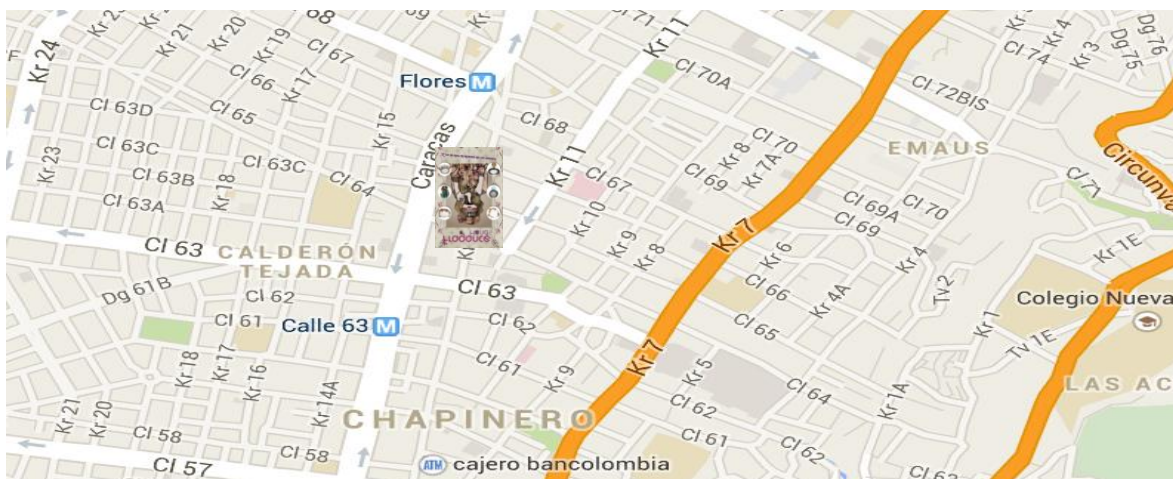 Kr 24
Kr 21
Kr 20
Kr 19
Kr 17
Cl 67
Cl 66
Cl 65
Cl 63D
Cl 63C
Cl 63C
Cl 63B
Cl 63A
Kr 23
Kr 18
Kr 15
Cl 64
Flores M
Caracas
Cl 68
Kr 11
Kr 11
Cl 71
Cl 70A
Cl 72BIS
Cl 74
Kr 4
Kr 3
Dg 75
Dg 76
Cl 70
Kr 8
Kr 7A
Cl 69
Cl 67
EMAUS
Cl 71
Cl 69A
Cl 70
Cl 69
Kr 10
Kr 9
Kr 8
Kr 7
Kr 6
Kr 4
Kr 4A
Tv 2
Kr 1E
Cl 63
CALDERÓN
TEJADA
Dg 61B
Cl 62
Cl 61
Calle 63 M
Cl 63
Cl 62
Cl 61
Cl 66
Cl 65
Colegio Nueva
Kr 1
Tv 1E
LAS AC
Kr 18
Kr 17
Kr 16
Kr 14A
Kr 21
Kr 20
Cl 58
Cl 58
Cl 57
Kr 9
Kr 7
Kr 5
Cl 64
Kr 1A
Cl 62
Cl 61
Cl 62
CHAPINERO
ATM cajero bancolombia